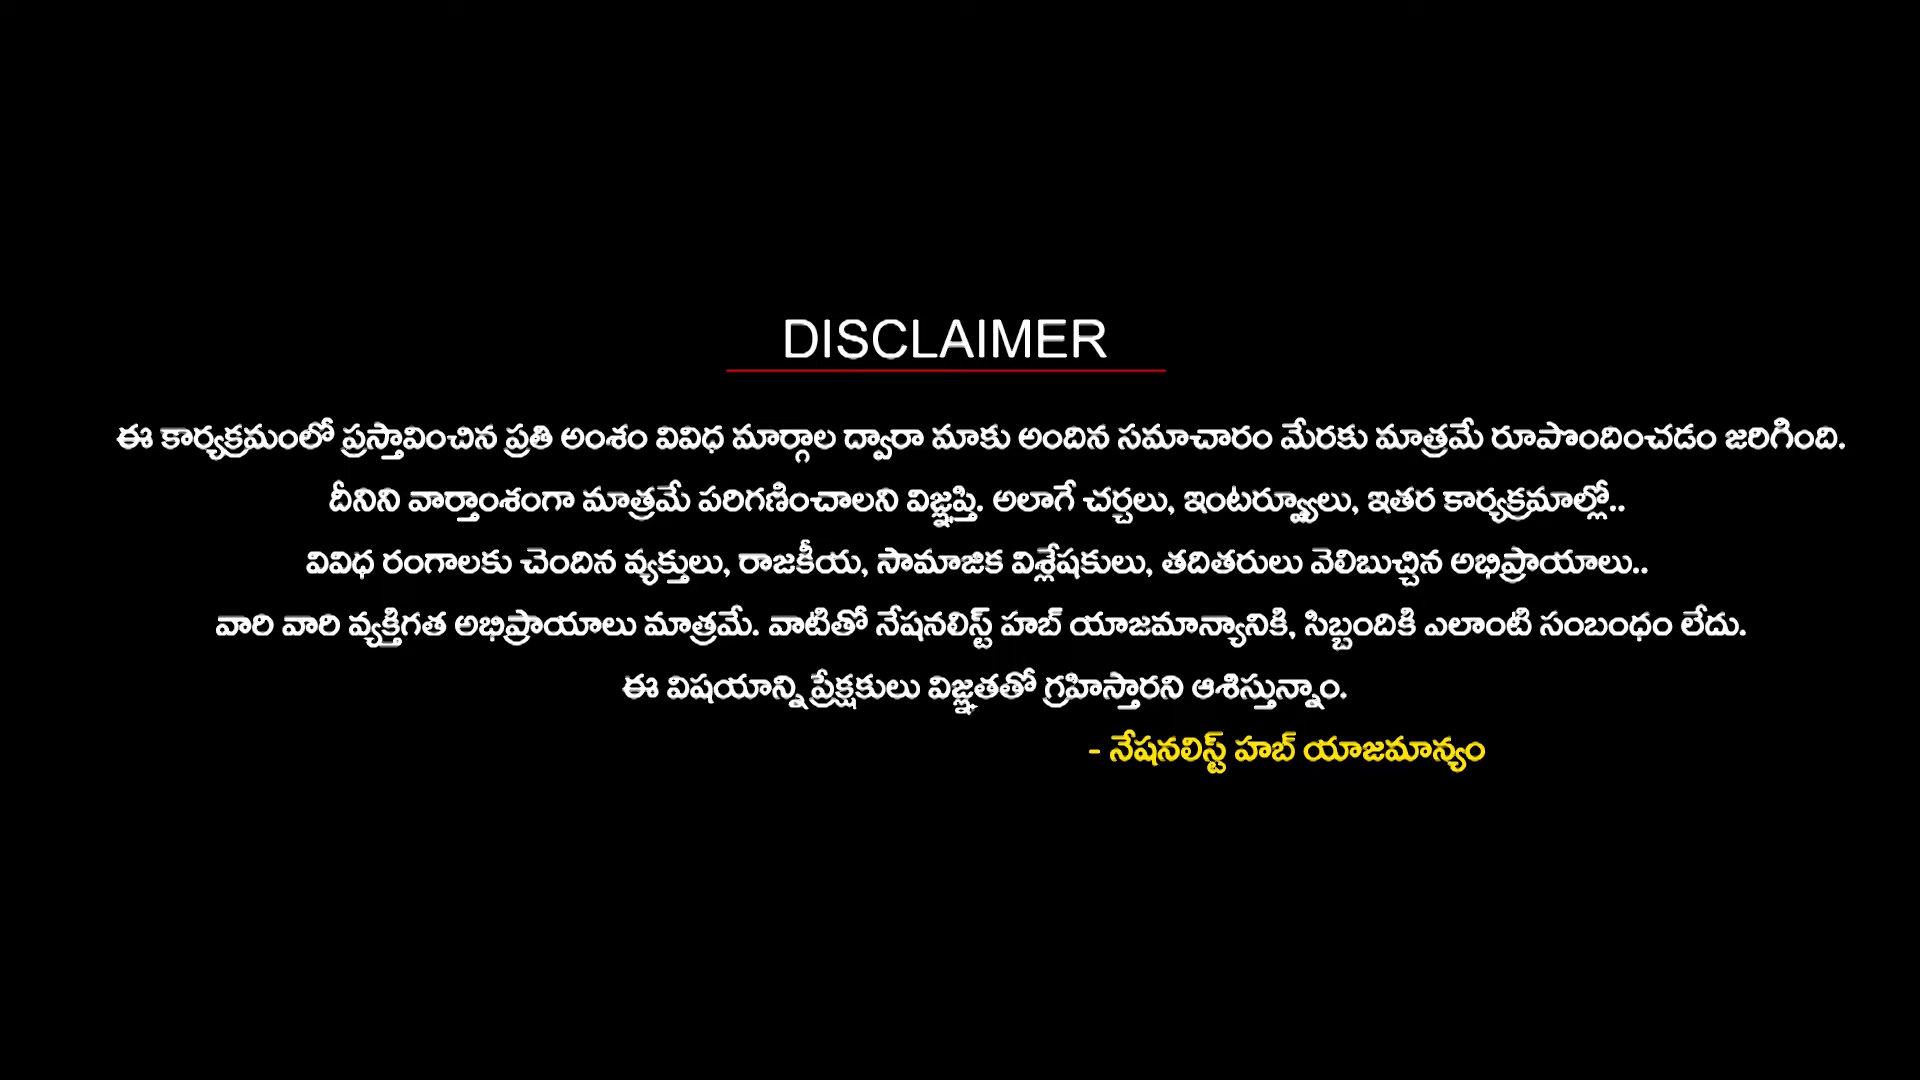 DISCLAIMER
ఈ కార్యక్రమంలో ప్రస్తావించిన ప్రతి అంశం వివిధ మార్గాల ద్వారా మాకు అందిన సమాచారం మేరకు మాత్రమే రూపొందించడం జరిగింది.
దీనిని వార్తాంశంగా మాత్రమే పరిగణించాలని విజ్ఞప్తి. అలాగే చర్చలు, ఇంటర్వ్యూలు, ఇతర కార్యక్రమాల్లో..
వివిధ రంగాలకు చెందిన వ్యక్తులు, రాజకీయ, సామాజిక విశ్లేషకులు, తదితరులు వెలిబుచ్చిన అభిప్రాయాలు..
వారి వారి వ్యక్తిగత అభిప్రాయాలు మాత్రమే. వాటితో నేషనలిస్ట్ హబ్ యాజమాన్యానికి, సిబ్బందికి ఎలాంటి సంబంధం లేదు.
ఈ విషయాన్ని ప్రేక్షకులు విజ్ఞతతో గ్రహిస్తారని ఆశిస్తున్నాం.
- నేషనలిస్ట్ హబ్ యాజమాన్యం